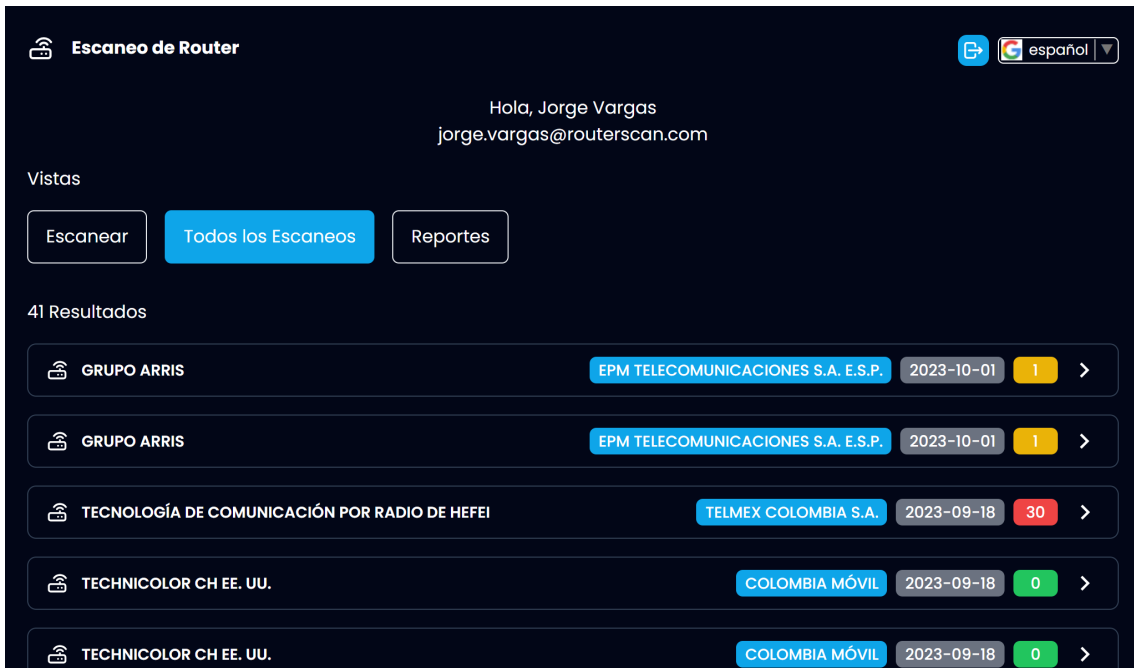 Escaneo de Router
español
Hola, Jorge Vargas
jorge.vargas@routerscan.com
Vistas
Escanear Todos los Escaneos Reportes
41 Resultados
GRUPO ARRIS EPM TELECOMUNICACIONES S.A. E.S.P. 2023-10-01 1
GRUPO ARRIS EPM TELECOMUNICACIONES S.A. E.S.P. 2023-10-01 1
TECNOLOGÍA DE COMUNICACIÓN POR RADIO DE HEFEI TELMEX COLOMBIA S.A. 2023-09-18 30
TECHNICOLOR CH EE. UU. COLOMBIA MÓVIL 2023-09-18 0
TECHNICOLOR CH EE. UU. COLOMBIA MÓVIL 2023-09-18 0